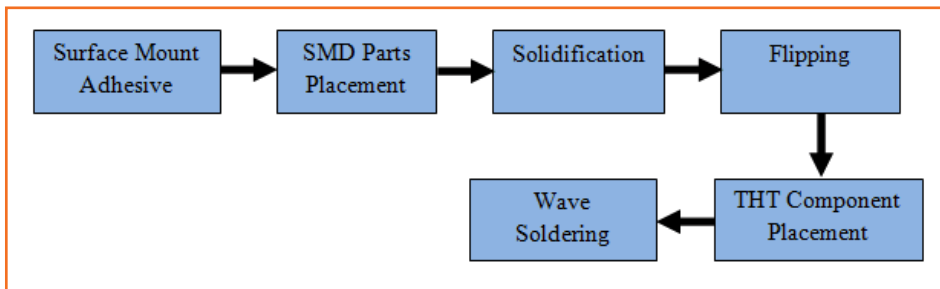 Surface Mount
Adhesive
SMD Parts
Placement
Solidification
Flipping
Wave
Soldering
THT Component
Placement